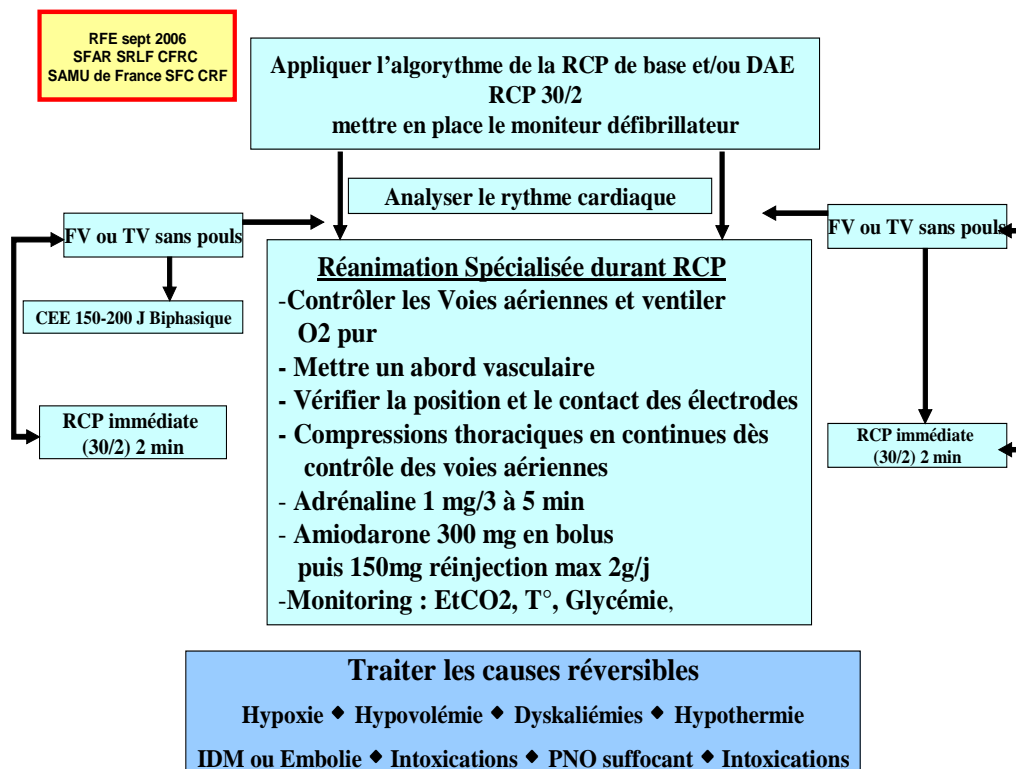 RFE sept 2006
SFAR SRLF CFRC
SAMU de France SFC CRF
Appliquer l'algorythme de la RCP de base et/ou DAE
RCP 30/2
mettre en place le moniteur défibrillateur
Analyser le rythme cardiaque
FV ou TV sans pouls
CEE 150-200 J Biphasique
RCP immédiate
(30/2) 2 min
Réanimation Spécialisée durant RCP
-Contrôler les Voies aériennes et ventiler
O2 pur
- Mettre un abord vasculaire
- Vérifier la position et le contact des électrodes
- Compressions thoraciques en continues dès
contrôle des voies aériennes
- Adrénaline 1 mg/3 à 5 min
- Amiodarone 300 mg en bolus
puis 150mg réinjection max 2g/j
-Monitoring : EtCO2, T°, Glycémie,
FV ou TV sans pouls
RCP immédiate
(30/2) 2 min
Traiter les causes réversibles
Hypoxie ◆ Hypovolémie ◆ Dyskaliémies ◆ Hypothermie
IDM ou Embolie ◆ Intoxications ◆ PNO suffocant ◆ Intoxications